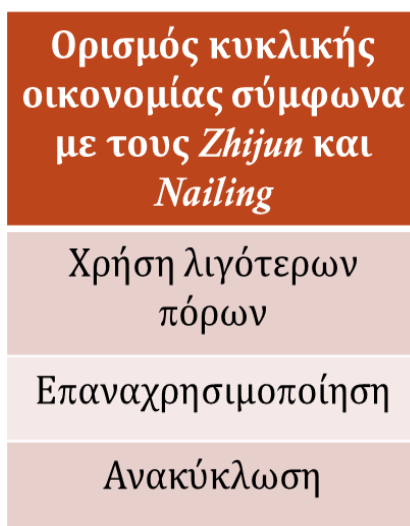 Ορισμός κυκλικής
οικονομίας σύμφωνα
με τους Zhijun και
Nailing
Χρήση λιγότερων
πόρων
Επαναχρησιμοποίηση
Ανακύκλωση